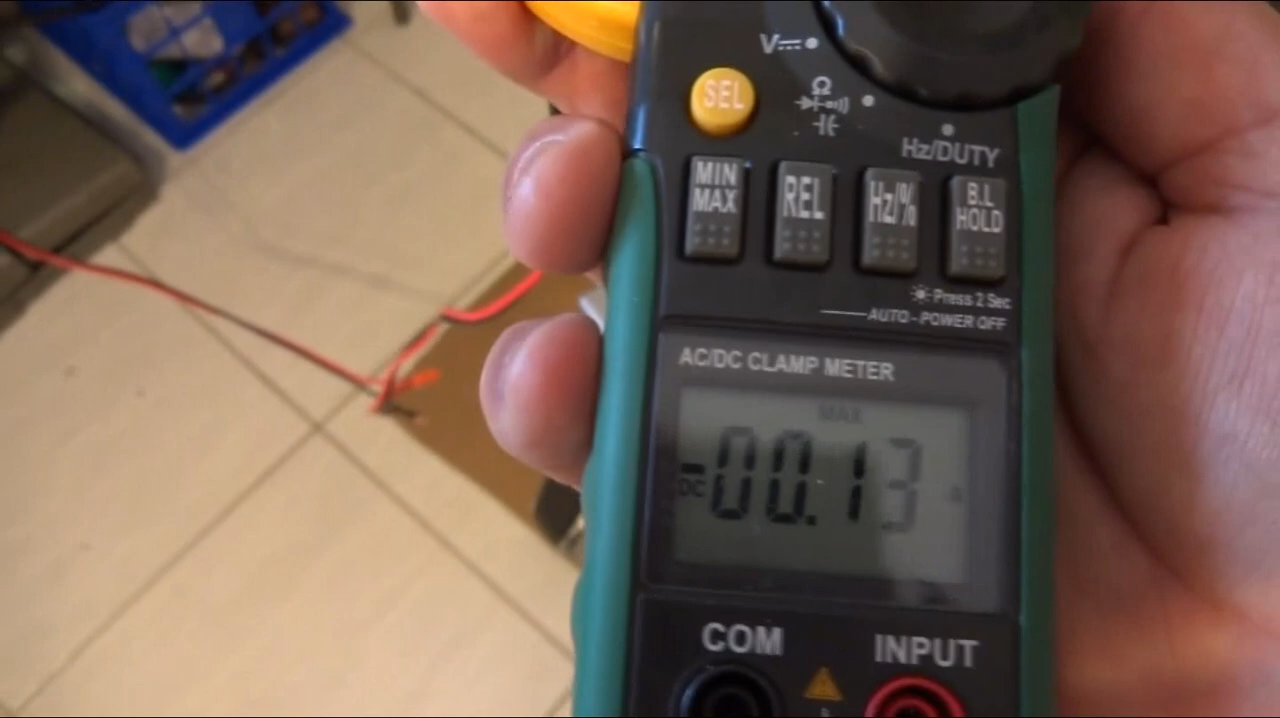 V
SEL
Ω
Hz/DUTY
MIN
MAX
REL
Hz/%
B.L
HOLD
Press 2 Sec
AUTO - POWER OFF
AC/DC CLAMP METER
MAX
-00.13
DC
A
COM
INPUT